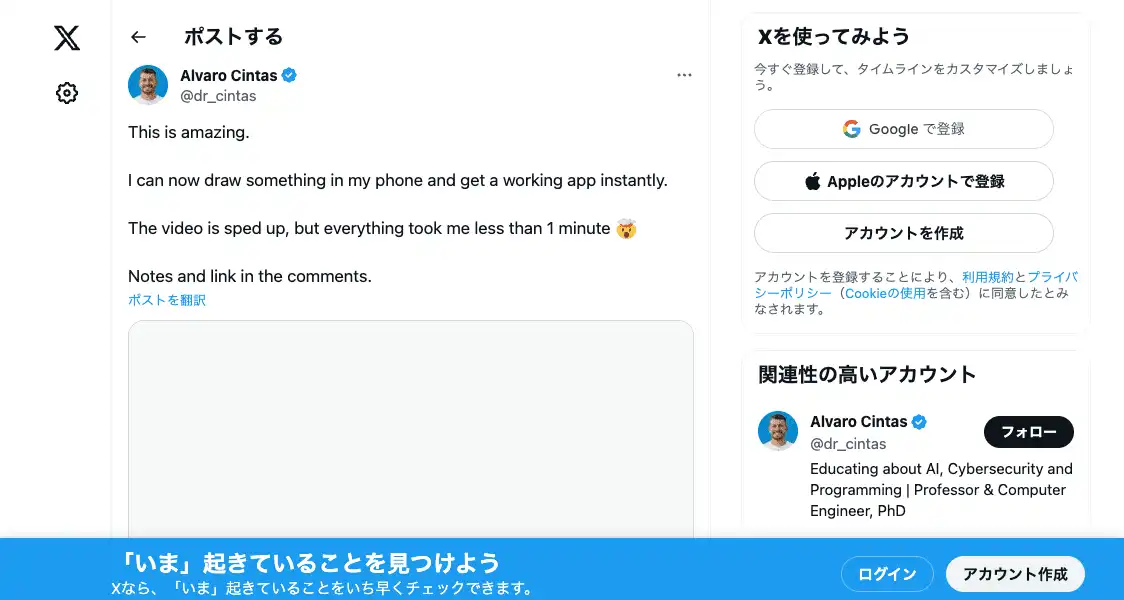 ポストする
Alvaro Cintas
@dr_cintas
This is amazing.
I can now draw something in my phone and get a working app instantly.
The video is sped up, but everything took me less than 1 minute 🤯
Notes and link in the comments.
ポストを翻訳
Xを使ってみよう
今すぐ登録して、タイムラインをカスタマイズしましょ
う。
Google で登録
Appleのアカウントで登録
アカウントを作成
アカウントを登録することにより、利用規約とプライバ
シーポリシー（Cookieの使用を含む）に同意したとみ
なされます。
関連性の高いアカウント
Alvaro Cintas
@dr_cintas
フォロー
Educating about AI, Cybersecurity and
Programming | Professor & Computer
Engineer, PhD
「いま」起きていることを見つけよう
Xなら、「いま」起きていることをいち早くチェックできます。
ログイン
アカウント作成